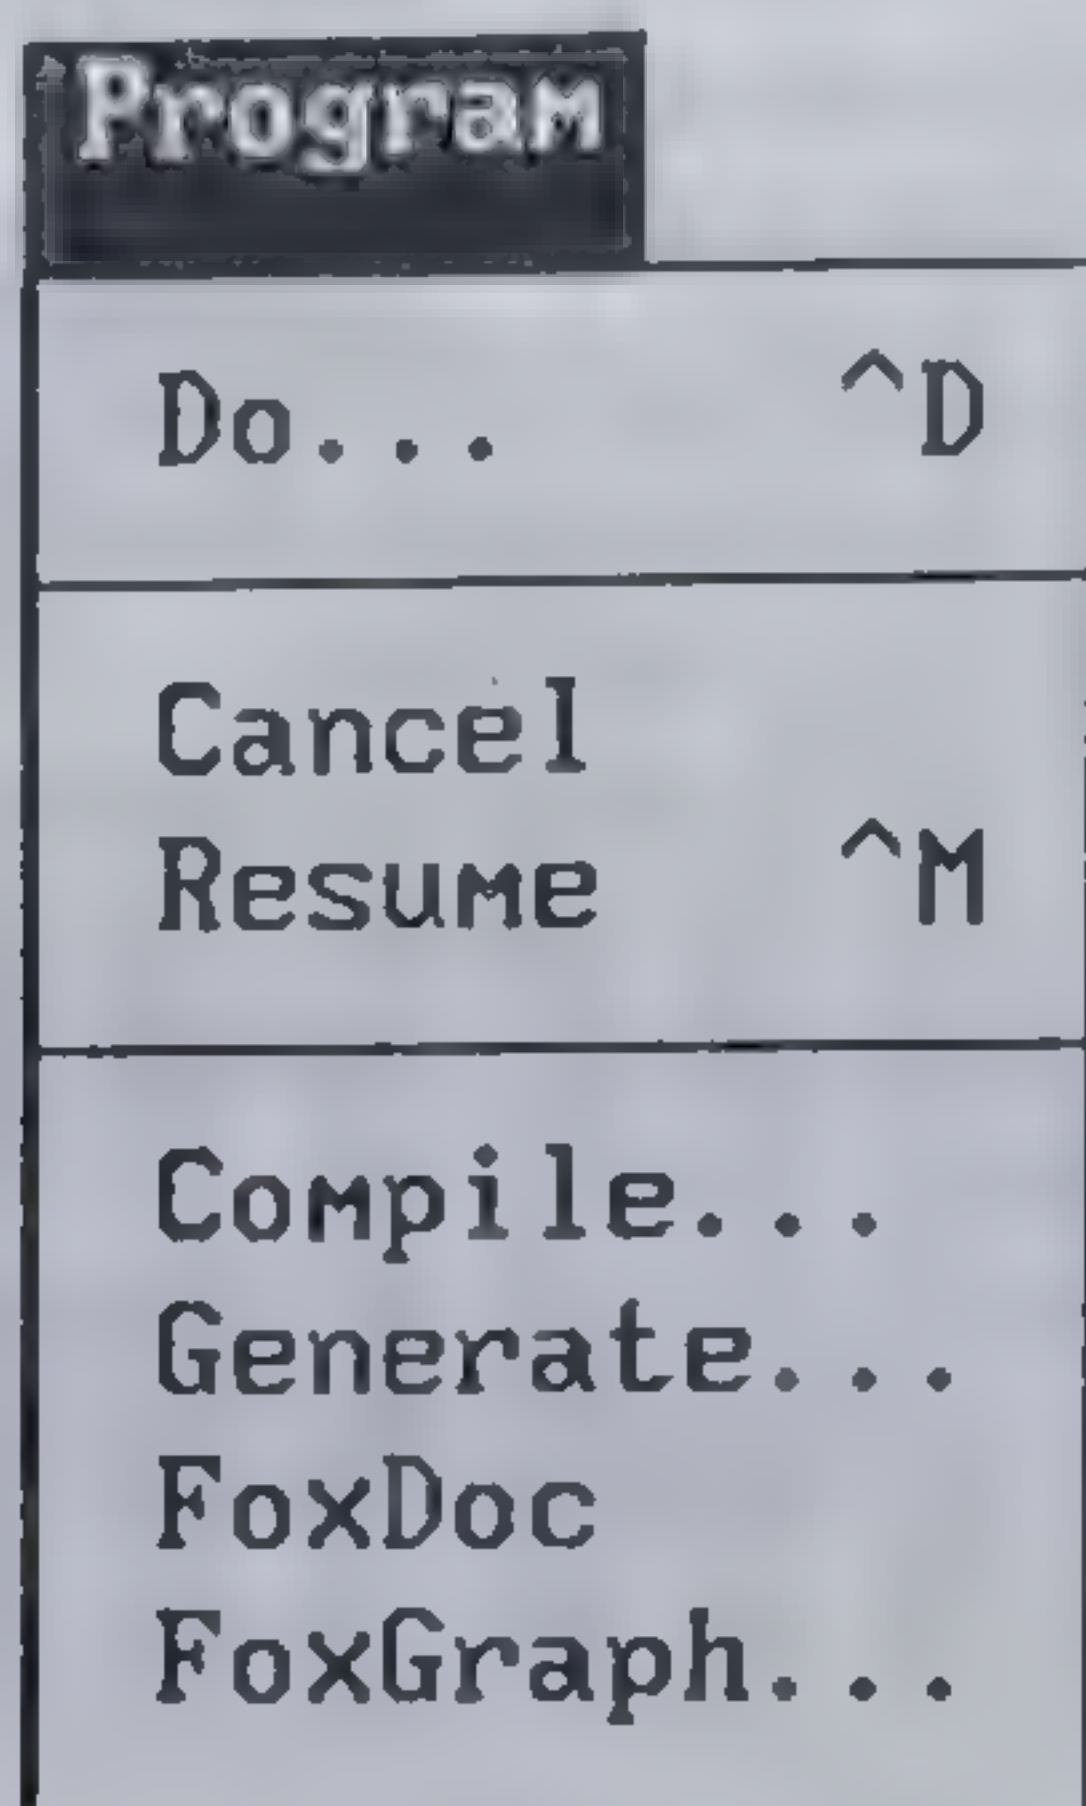 Program
Do... ^D
Cancel
Resume ^M
Compile...
Generate...
FoxDoc
FoxGraph...